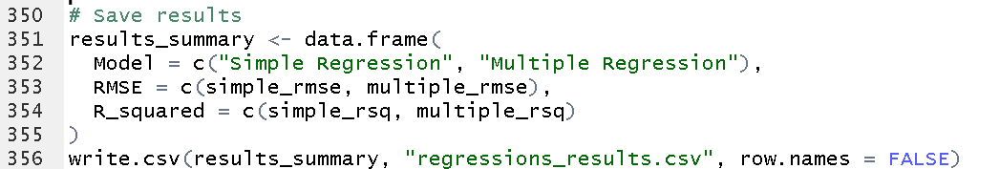 350 # Save results
351 results_summary <- data.frame(
352   Model = c("Simple Regression", "Multiple Regression"),
353   RMSE = c(simple_rmse, multiple_rmse),
354   R_squared = c(simple_rsq, multiple_rsq)
355 )
356 write.csv(results_summary, "regressions_results.csv", row.names = FALSE)